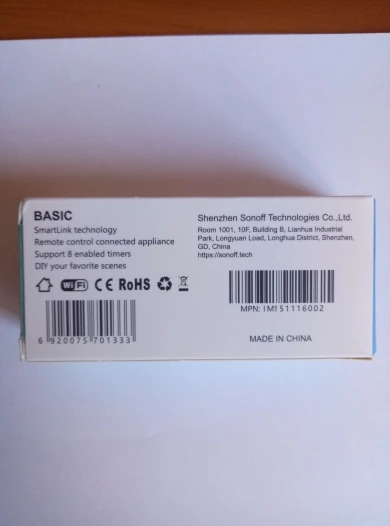 BASIC
SmartLink technology
Remote control connected appliance
Support 8 enabled timers
DIY your favorite scenes
WiFi CE RoHS
6 920075 701333
Shenzhen Sonoff Technologies Co.,Ltd.
Room 1001, 10F, Building B, Lianhua Industrial
Park, Longyuan Load, Longhua District, Shenzhen,
GD, China
https://sonoff.tech
MPN: IM151116002
MADE IN CHINA